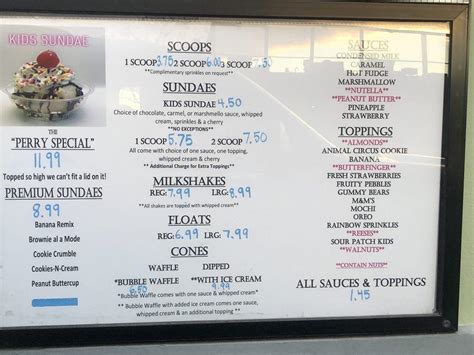 KIDS SUNDAE
THE
"PERRY SPECIAL"
11.99
Topped so high we can't fit a lid on it!
PREMIUM SUNDAES
8.99
Banana Remix
Brownie al a Mode
Cookie Crumble
Cookies-N-Cream
Peanut Buttercup
SCOOPS
1 SCOOP 3.75 2 SCOOP 6.00 3 SCOOP 7.50
**Complimentary sprinkles on request**
SUNDAES
KIDS SUNDAE 4.50
Choice of chocolate, carmel, or marshmallow sauce, whipped
cream, sprinkles & a cherry
**NO EXCEPTIONS**
1 SCOOP 5.75 2 SCOOP 7.50
All come with choice of one sauce, one topping,
whipped cream & cherry
** Additional Charge for Extra Toppings**
MILKSHAKES
REG: 7.99 LRG: 8.99
**All shakes are topped with whipped cream**
FLOATS
REG: 6.99 LRG: 7.99
CONES
WAFFLE DIPPED
*BUBBLE WAFFLE **WITH ICE CREAM
6.50 9.99
*Bubble Waffle comes with one sauce & whipped cream
**Bubble Waffle with added ice cream comes one sauce,
whipped cream & an additional topping **
SAUCES
CONDENSED MILK
CARAMEL
HOT FUDGE
MARSHMALLOW
**NUTELLA**
**PEANUT BUTTER**
PINEAPPLE
STRAWBERRY
TOPPINGS
**ALMONDS**
ANIMAL CIRCUS COOKIE
BANANA
**BUTTERFINGER**
FRESH STRAWBERRIES
FRUITY PEBBLES
GUMMY BEARS
M&M'S
MOCHI
OREO
RAINBOW SPRINKLES
**REESES**
SOUR PATCH KIDS
**WALNUTS**
**CONTAIN NUTS**
ALL SAUCES & TOPPINGS
1.45